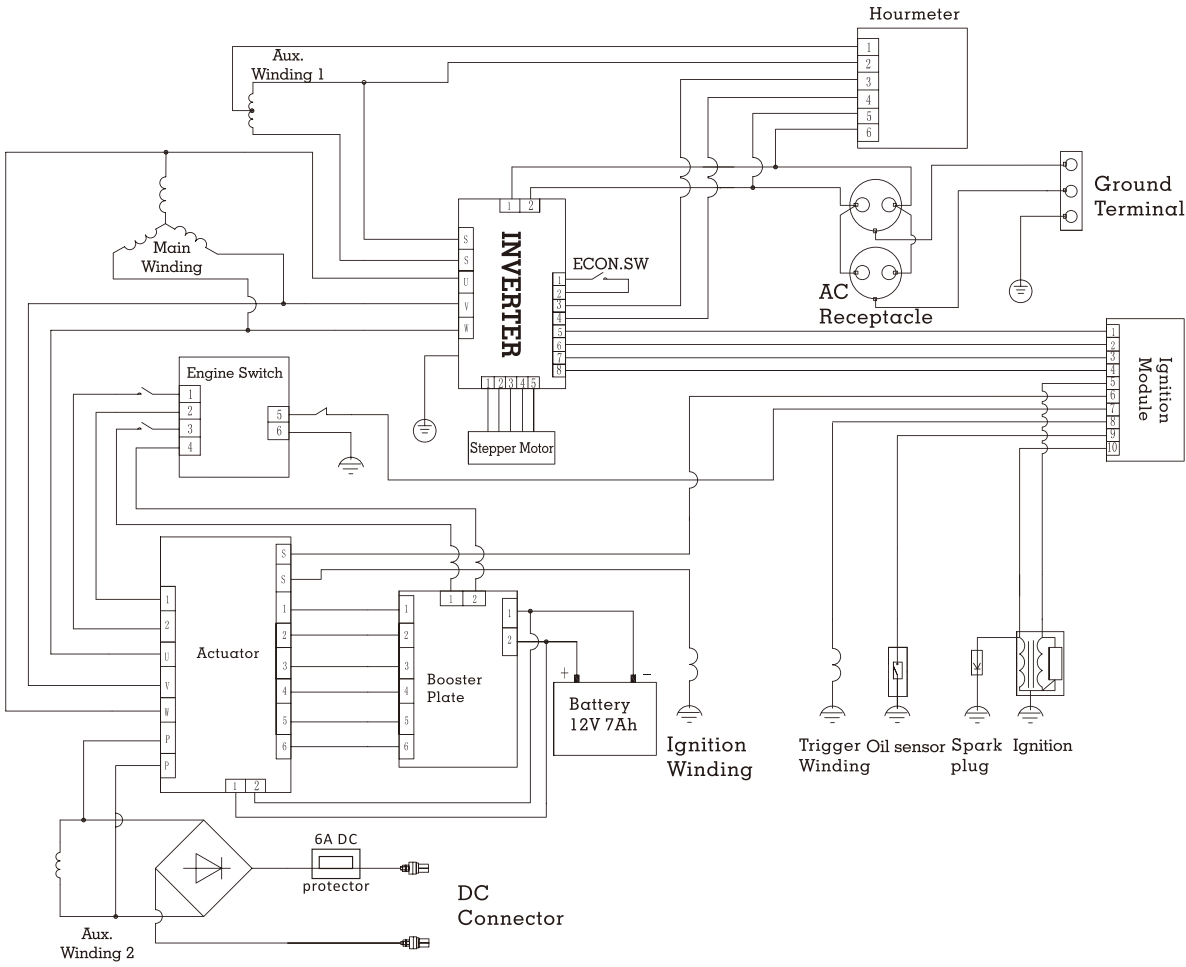 Hourmeter
1
2
3
4
5
6
Aux.
Winding 1
Ground
Terminal
1 2
INVERTER
S
S
U
V
W
ECON.SW
1
2
3
4
5
6
7
8
1 2 3 4 5
Stepper Motor
Main
Winding
AC
Receptacle
Ignition
Module
1
2
3
4
5
6
7
8
9
10
Engine Switch
1
2
3
4
5
6
Actuator
1
2
U
V
W
P
P
S
S
1
2
3
4
5
6
1 2
Booster
Plate
1 2
1
2
3
4
5
6
1
2
+
−
Battery
12V 7Ah
Ignition
Winding
Trigger
Winding
Oil sensor
Spark
plug
Ignition
6A DC
protector
DC
Connector
Aux.
Winding 2